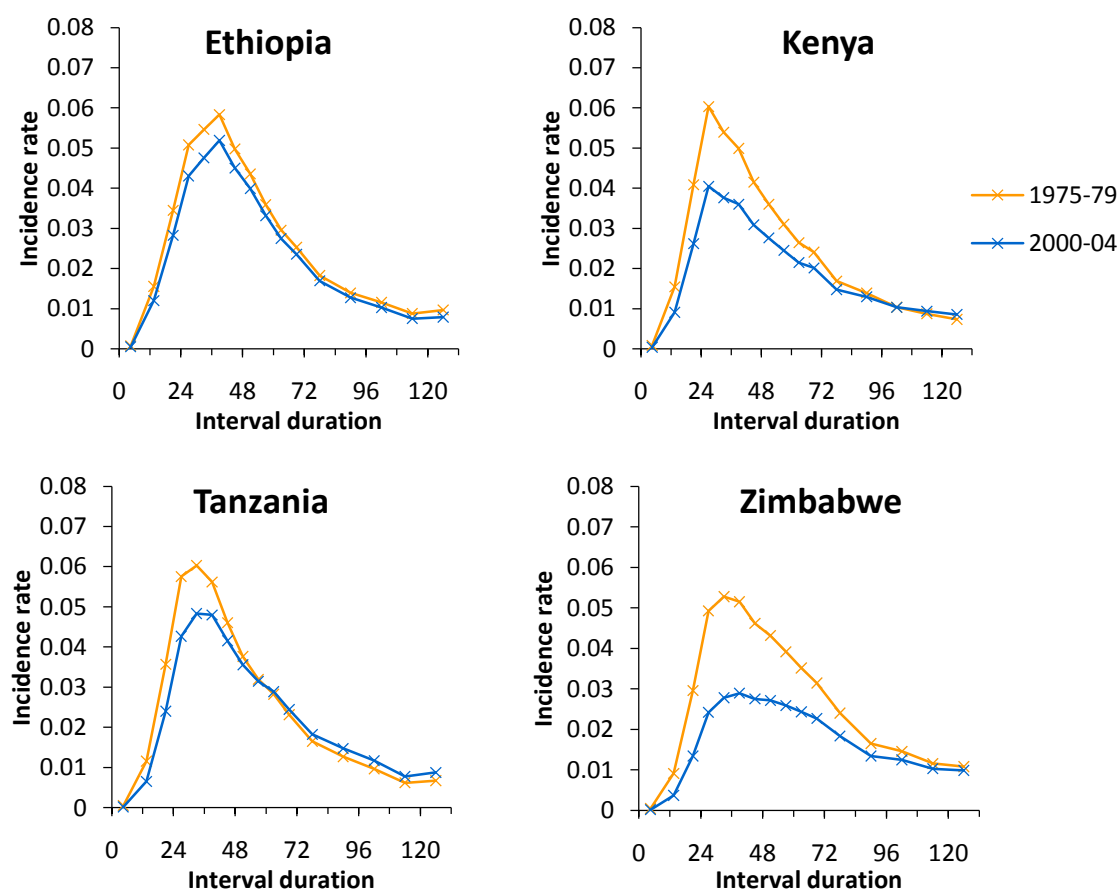 Ethiopia
0.08
0.07
0.06
0.05
0.04
0.03
0.02
0.01
0
Incidence rate
0 24 48 72 96 120
Interval duration
Kenya
0.08
0.07
0.06
0.05
0.04
0.03
0.02
0.01
0
Incidence rate
0 24 48 72 96 120
Interval duration
1975-79
2000-04
Tanzania
0.08
0.07
0.06
0.05
0.04
0.03
0.02
0.01
0
Incidence rate
0 24 48 72 96 120
Interval duration
Zimbabwe
0.08
0.07
0.06
0.05
0.04
0.03
0.02
0.01
0
Incidence rate
0 24 48 72 96 120
Interval duration